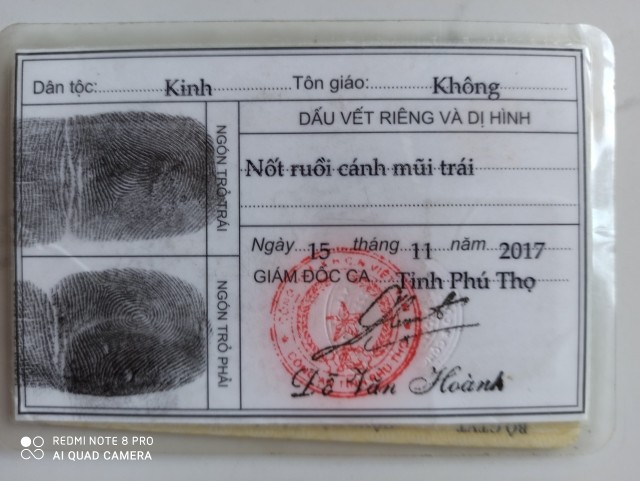 Dân tộc: Kinh Tôn giáo: Không
NGÓN TRỎ TRÁI
NGÓN TRỎ PHẢI
DẤU VẾT RIÊNG VÀ DỊ HÌNH
Nốt ruồi cánh mũi trái
Ngày 15 tháng 11 năm 2017
GIÁM ĐỐC CA Tỉnh Phú Thọ
Văn Hoành
REDMI NOTE 8 PRO
AI QUAD CAMERA